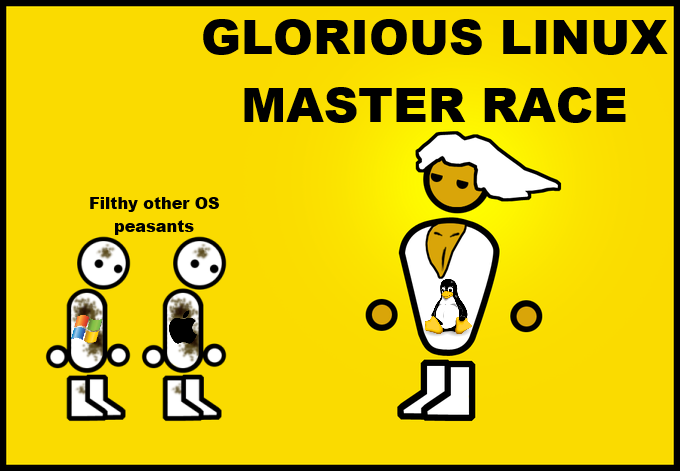 GLORIOUS LINUX
MASTER RACE
Filthy other OS
peasants